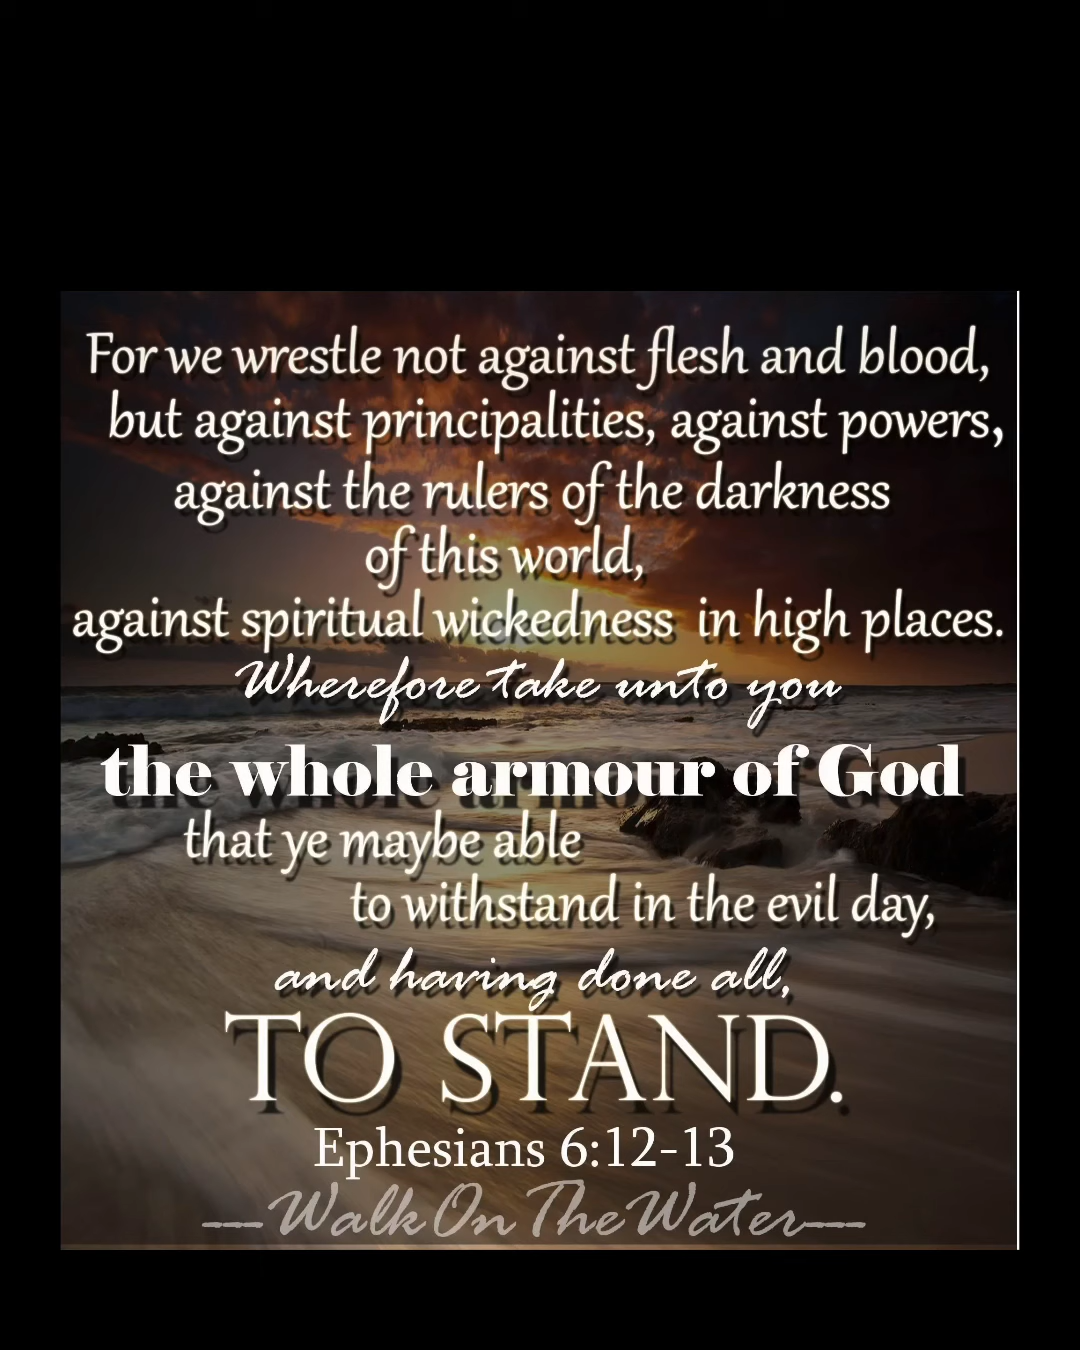 For we wrestle not against flesh and blood,
but against principalities, against powers,
against the rulers of the darkness
of this world,
against spiritual wickedness in high places.
Wherefore take unto you
the whole armour of God
that ye maybe able
to withstand in the evil day,
and having done all,
TO STAND.
Ephesians 6:12-13
---Walk On The Water---